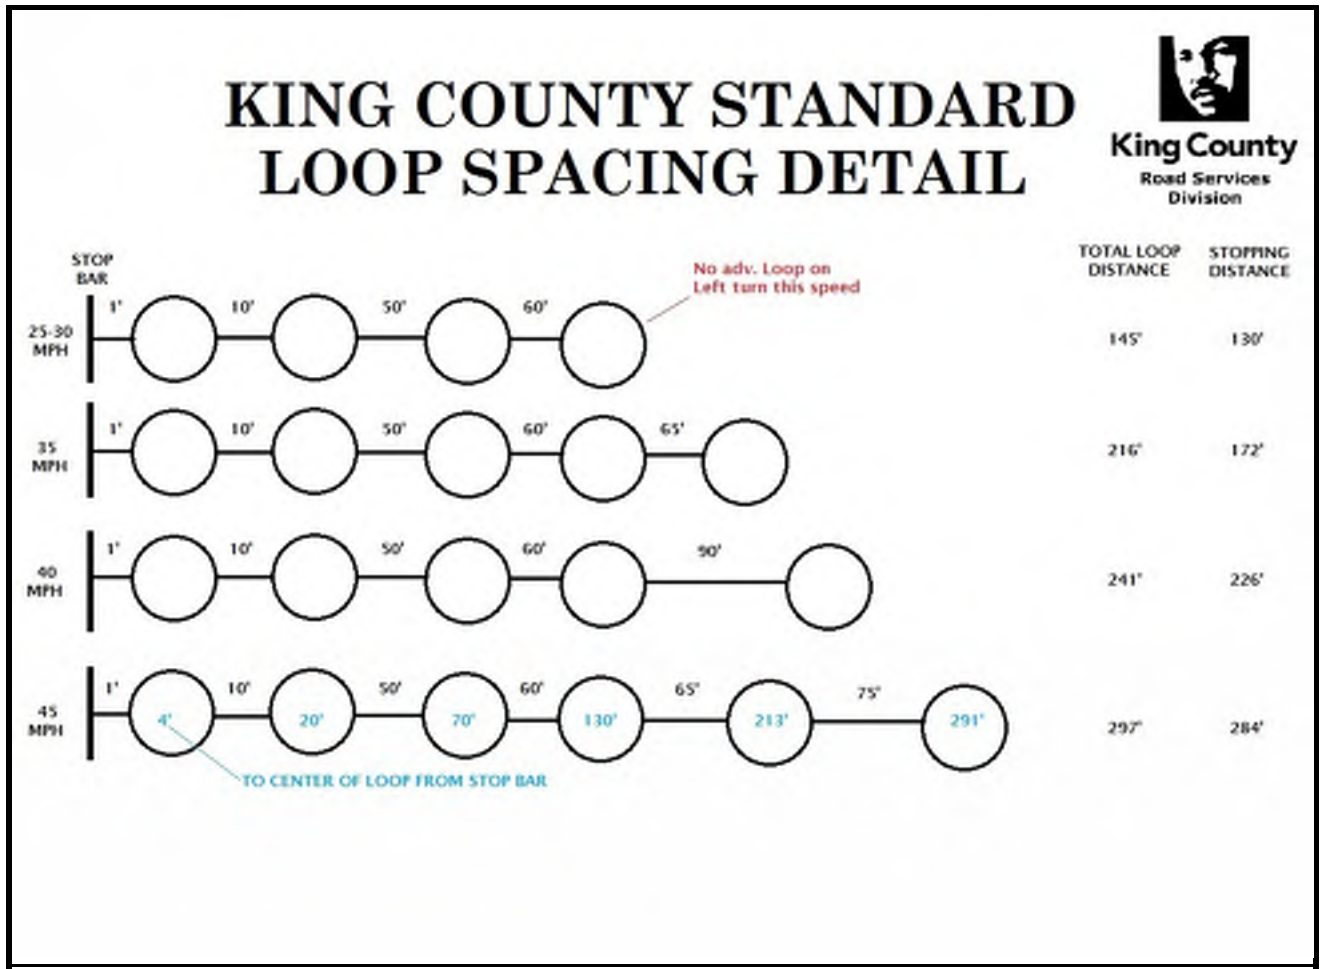 KING COUNTY STANDARD
LOOP SPACING DETAIL
King County
Road Services
Division
STOP
BAR
TOTAL LOOP
DISTANCE
STOPPING
DISTANCE
No adv. Loop on
Left turn this speed
25-30
MPH
1' 10' 50' 60' 145' 130'
35
MPH
1' 10' 50' 60' 65' 216' 172'
40
MPH
1' 10' 50' 60' 90' 241' 226'
45
MPH
1' 10' 50' 60' 65' 75'
4' 20' 70' 130' 213' 291' 297' 284'
TO CENTER OF LOOP FROM STOP BAR